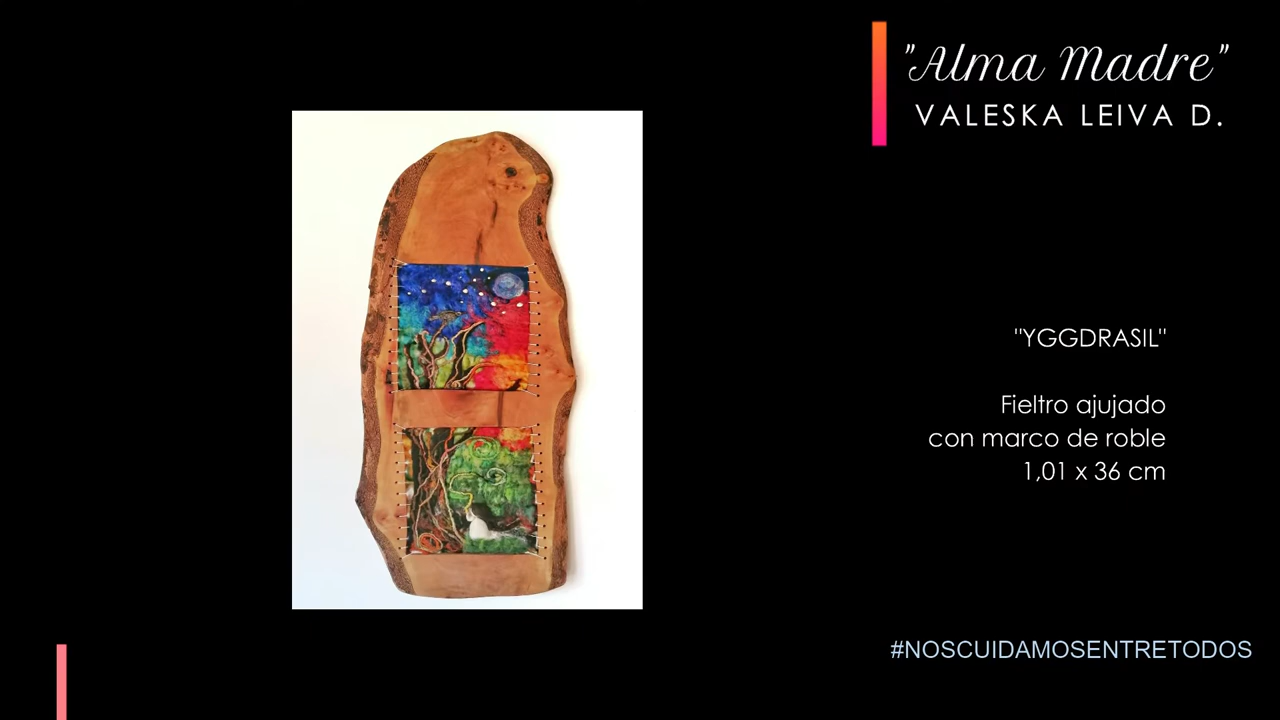 "Alma Madre"
VALESKA LEIVA D.
"YGGDRASIL"
Fieltro ajujado
con marco de roble
1,01 x 36 cm
#NOSCUIDAMOSENTRETODOS